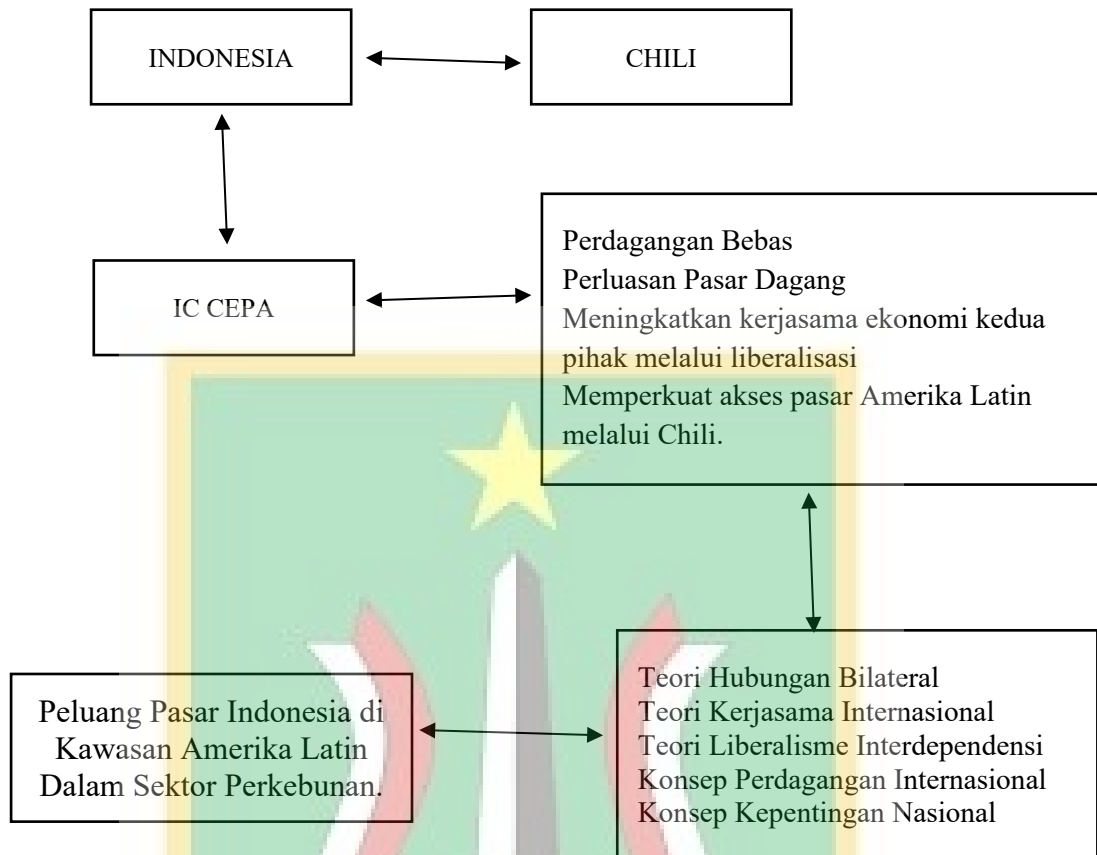 INDONESIA
CHILI
IC CEPA
Perdagangan Bebas
Perluasan Pasar Dagang
Meningkatkan kerjasama ekonomi kedua
pihak melalui liberalisasi
Memperkuat akses pasar Amerika Latin
melalui Chili.
Peluang Pasar Indonesia di
Kawasan Amerika Latin
Dalam Sektor Perkebunan.
Teori Hubungan Bilateral
Teori Kerjasama Internasional
Teori Liberalisme Interdependensi
Konsep Perdagangan Internasional
Konsep Kepentingan Nasional